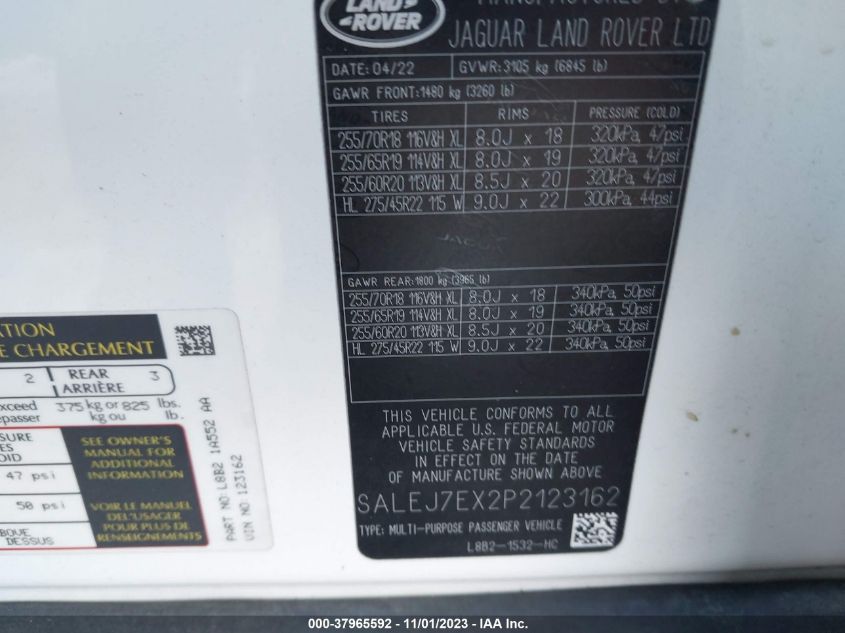 LAND
ROVER
JAGUAR LAND ROVER LTD
DATE: 04/22 GVWR: 3105 kg (6845 lb)
GAWR FRONT: 1480 kg (3260 lb)
TIRES RIMS PRESSURE (COLD)
255/70R18 116V&H XL 8.0J x 18 320kPa, 47psi
255/65R19 114V&H XL 8.0J x 19 320kPa, 47psi
255/60R20 113V&H XL 8.5J x 20 320kPa, 47psi
HL 275/45R22 115 W 9.0J x 22 300kPa, 44psi
GAWR REAR: 1800 kg (3965 lb)
255/70R18 116V&H XL 8.0J x 18 340kPa, 50psi
255/65R19 114V&H XL 8.0J x 19 340kPa, 50psi
255/60R20 113V&H XL 8.5J x 20 340kPa, 50psi
HL 275/45R22 115 W 9.0J x 22 340kPa, 50psi
THIS VEHICLE CONFORMS TO ALL
APPLICABLE U.S. FEDERAL MOTOR
VEHICLE SAFETY STANDARDS
IN EFFECT ON THE DATE
OF MANUFACTURE SHOWN ABOVE
SALEJ7EX2P2123162
TYPE: MULTI-PURPOSE PASSENGER VEHICLE
L8B2-1532-HC
CHARGEMENT
2 REAR 3
ARRIÈRE
375 kg or 825 lbs.
kg ou lb.
SEE OWNER'S
MANUAL FOR
ADDITIONAL
INFORMATION
47 psi
50 psi
VOIR LE MANUEL
DE L'USAGER
POUR PLUS DE
RENSEIGNEMENTS
DESSUS
PART NO: L8B2 1A552 AA
VIN NO: 123162
000-37965592 - 11/01/2023 - IAA Inc.